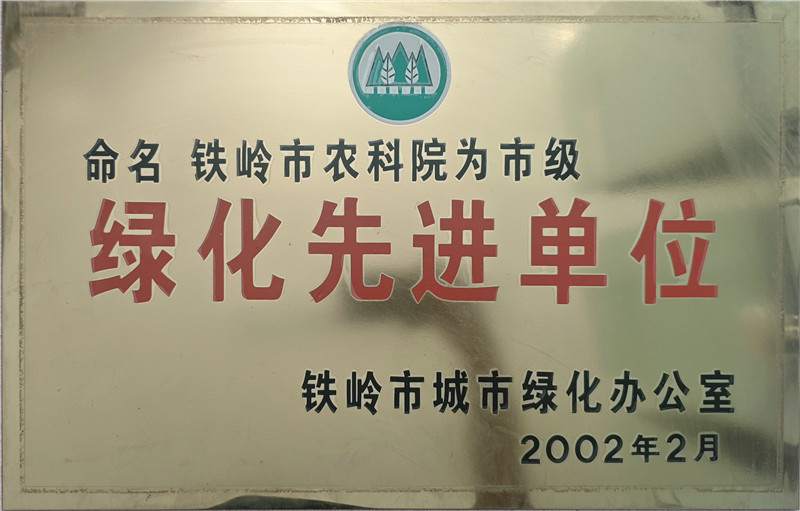 命名 铁岭市农科院为市级
绿化先进单位
铁岭市城市绿化办公室
2002年2月